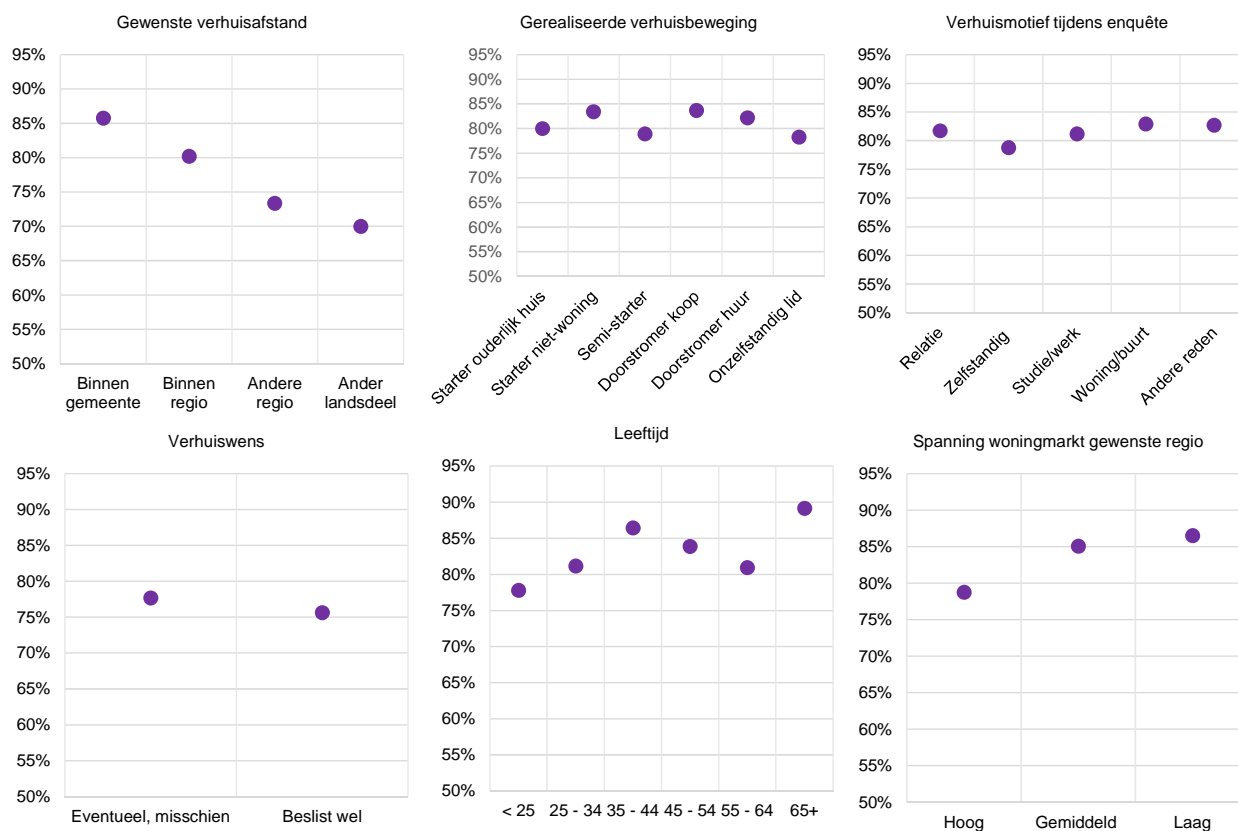 Gewenste verhuisafstand
95%
90%
85%
80%
75%
70%
65%
60%
55%
50%
Binnen gemeente
Binnen regio
Andere regio
Ander landsdeel
Gerealiseerde verhuisbeweging
95%
90%
85%
80%
75%
70%
65%
60%
55%
50%
Starter ouderlijk huis
Starter niet-woning
Semi-starter
Doorstromer koop
Doorstromer huur
Onzelfstandig lid
Verhuismotief tijdens enquête
95%
90%
85%
80%
75%
70%
65%
60%
55%
50%
Relatie
Zelfstandig
Studie/werk
Woning/buurt
Andere reden
Verhuiswens
95%
90%
85%
80%
75%
70%
65%
60%
55%
50%
Eventueel, misschien
Beslist wel
Leeftijd
95%
90%
85%
80%
75%
70%
65%
60%
55%
50%
< 25
25 - 34
35 - 44
45 - 54
55 - 64
65+
Spanning woningmarkt gewenste regio
95%
90%
85%
80%
75%
70%
65%
60%
55%
50%
Hoog
Gemiddeld
Laag